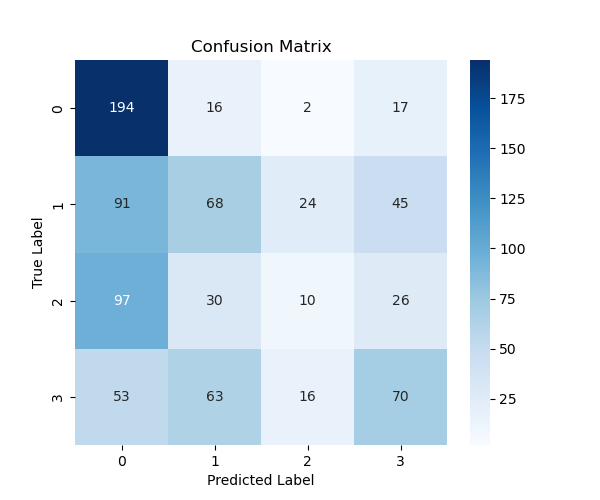 Confusion Matrix
True Label
0 194 16 2 17
1 91 68 24 45
2 97 30 10 26
3 53 63 16 70
0 1 2 3
Predicted Label
175
150
125
100
75
50
25